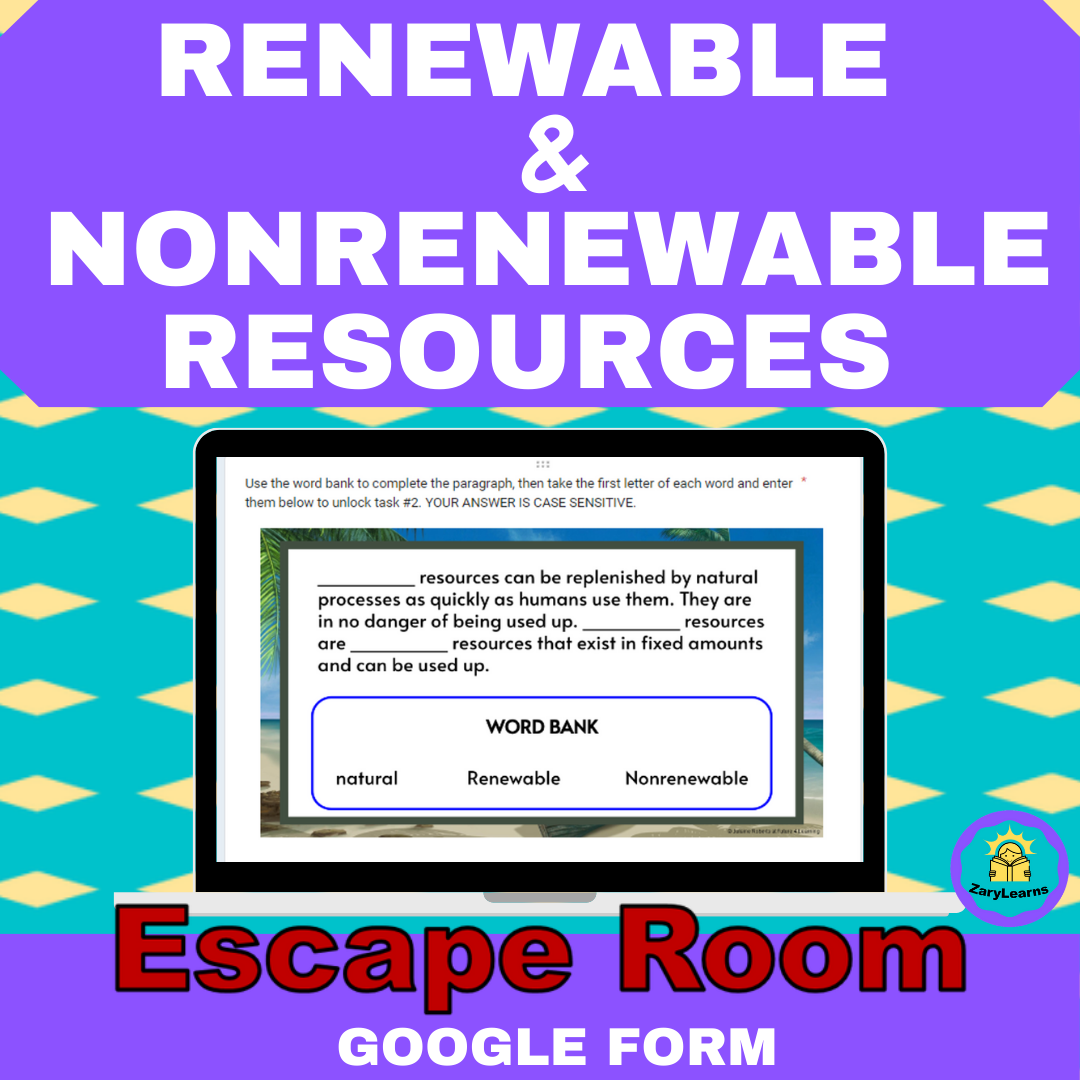 RENEWABLE
&
NONRENEWABLE
RESOURCES
Use the word bank to complete the paragraph, then take the first letter of each word and enter *
them below to unlock task #2. YOUR ANSWER IS CASE SENSITIVE.
__________ resources can be replenished by natural
processes as quickly as humans use them. They are
in no danger of being used up. __________ resources
are __________ resources that exist in fixed amounts
and can be used up.
WORD BANK
natural Renewable Nonrenewable
ZaryLearns
Escape Room
GOOGLE FORM